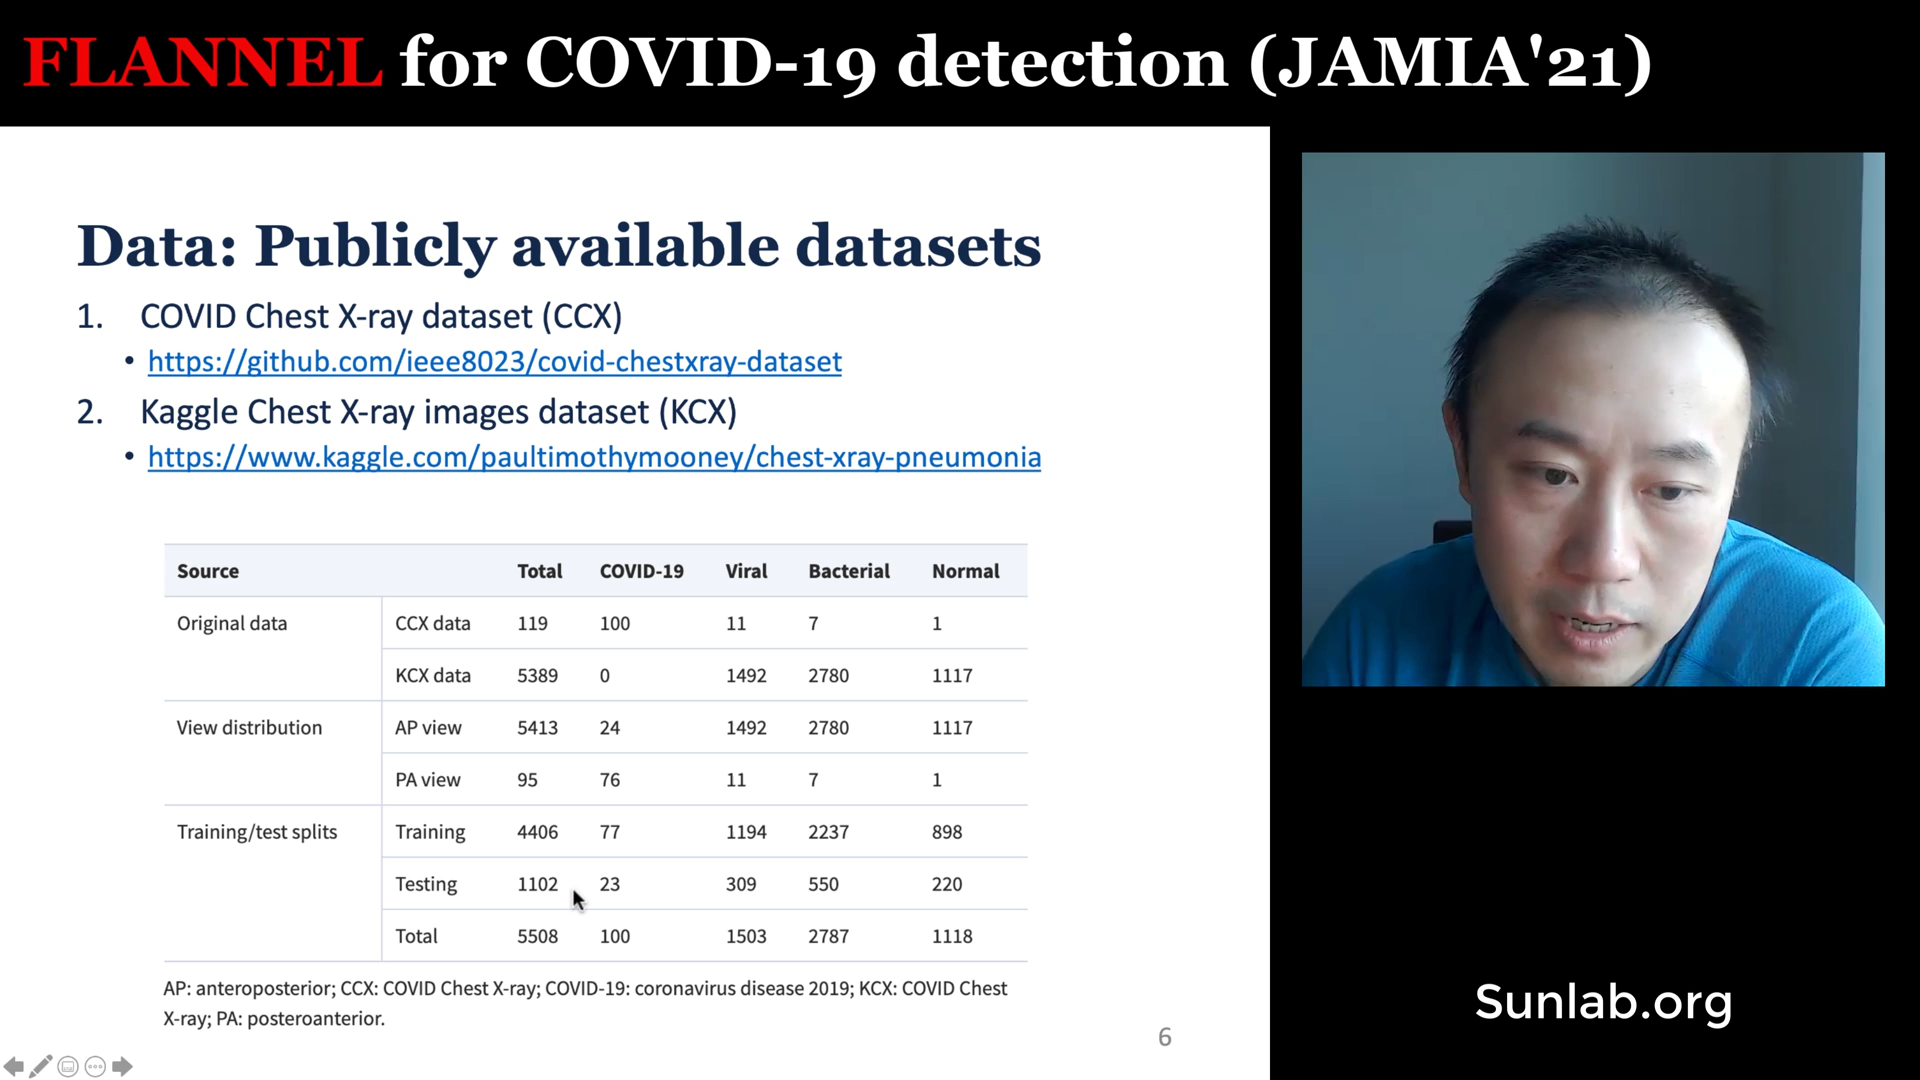 FLANNEL for COVID-19 detection (JAMIA'21)
Data: Publicly available datasets
1. COVID Chest X-ray dataset (CCX)
• https://github.com/ieee8023/covid-chestxray-dataset
2. Kaggle Chest X-ray images dataset (KCX)
• https://www.kaggle.com/paultimothymooney/chest-xray-pneumonia
Source Total COVID-19 Viral Bacterial Normal
Original data CCX data 119 100 11 7 1
KCX data 5389 0 1492 2780 1117
View distribution AP view 5413 24 1492 2780 1117
PA view 95 76 11 7 1
Training/test splits Training 4406 77 1194 2237 898
Testing 1102 23 309 550 220
Total 5508 100 1503 2787 1118
AP: anteroposterior; CCX: COVID Chest X-ray; COVID-19: coronavirus disease 2019; KCX: COVID Chest
X-ray; PA: posteroanterior.
6
Sunlab.org